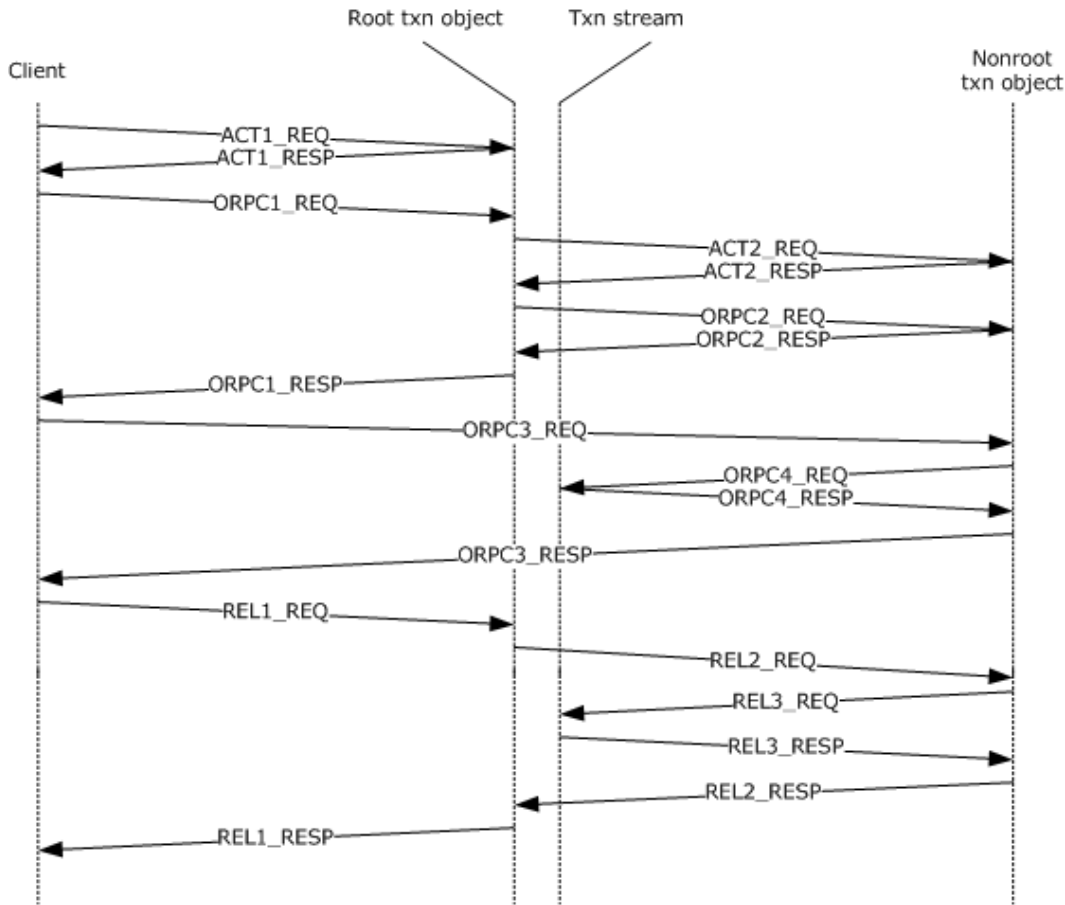 Root txn object
Txn stream
Client
Nonroot
txn object
ACT1_REQ
ACT1_RESP
ORPC1_REQ
ACT2_REQ
ACT2_RESP
ORPC2_REQ
ORPC2_RESP
ORPC1_RESP
ORPC3_REQ
ORPC4_REQ
ORPC4_RESP
ORPC3_RESP
REL1_REQ
REL2_REQ
REL3_REQ
REL3_RESP
REL2_RESP
REL1_RESP